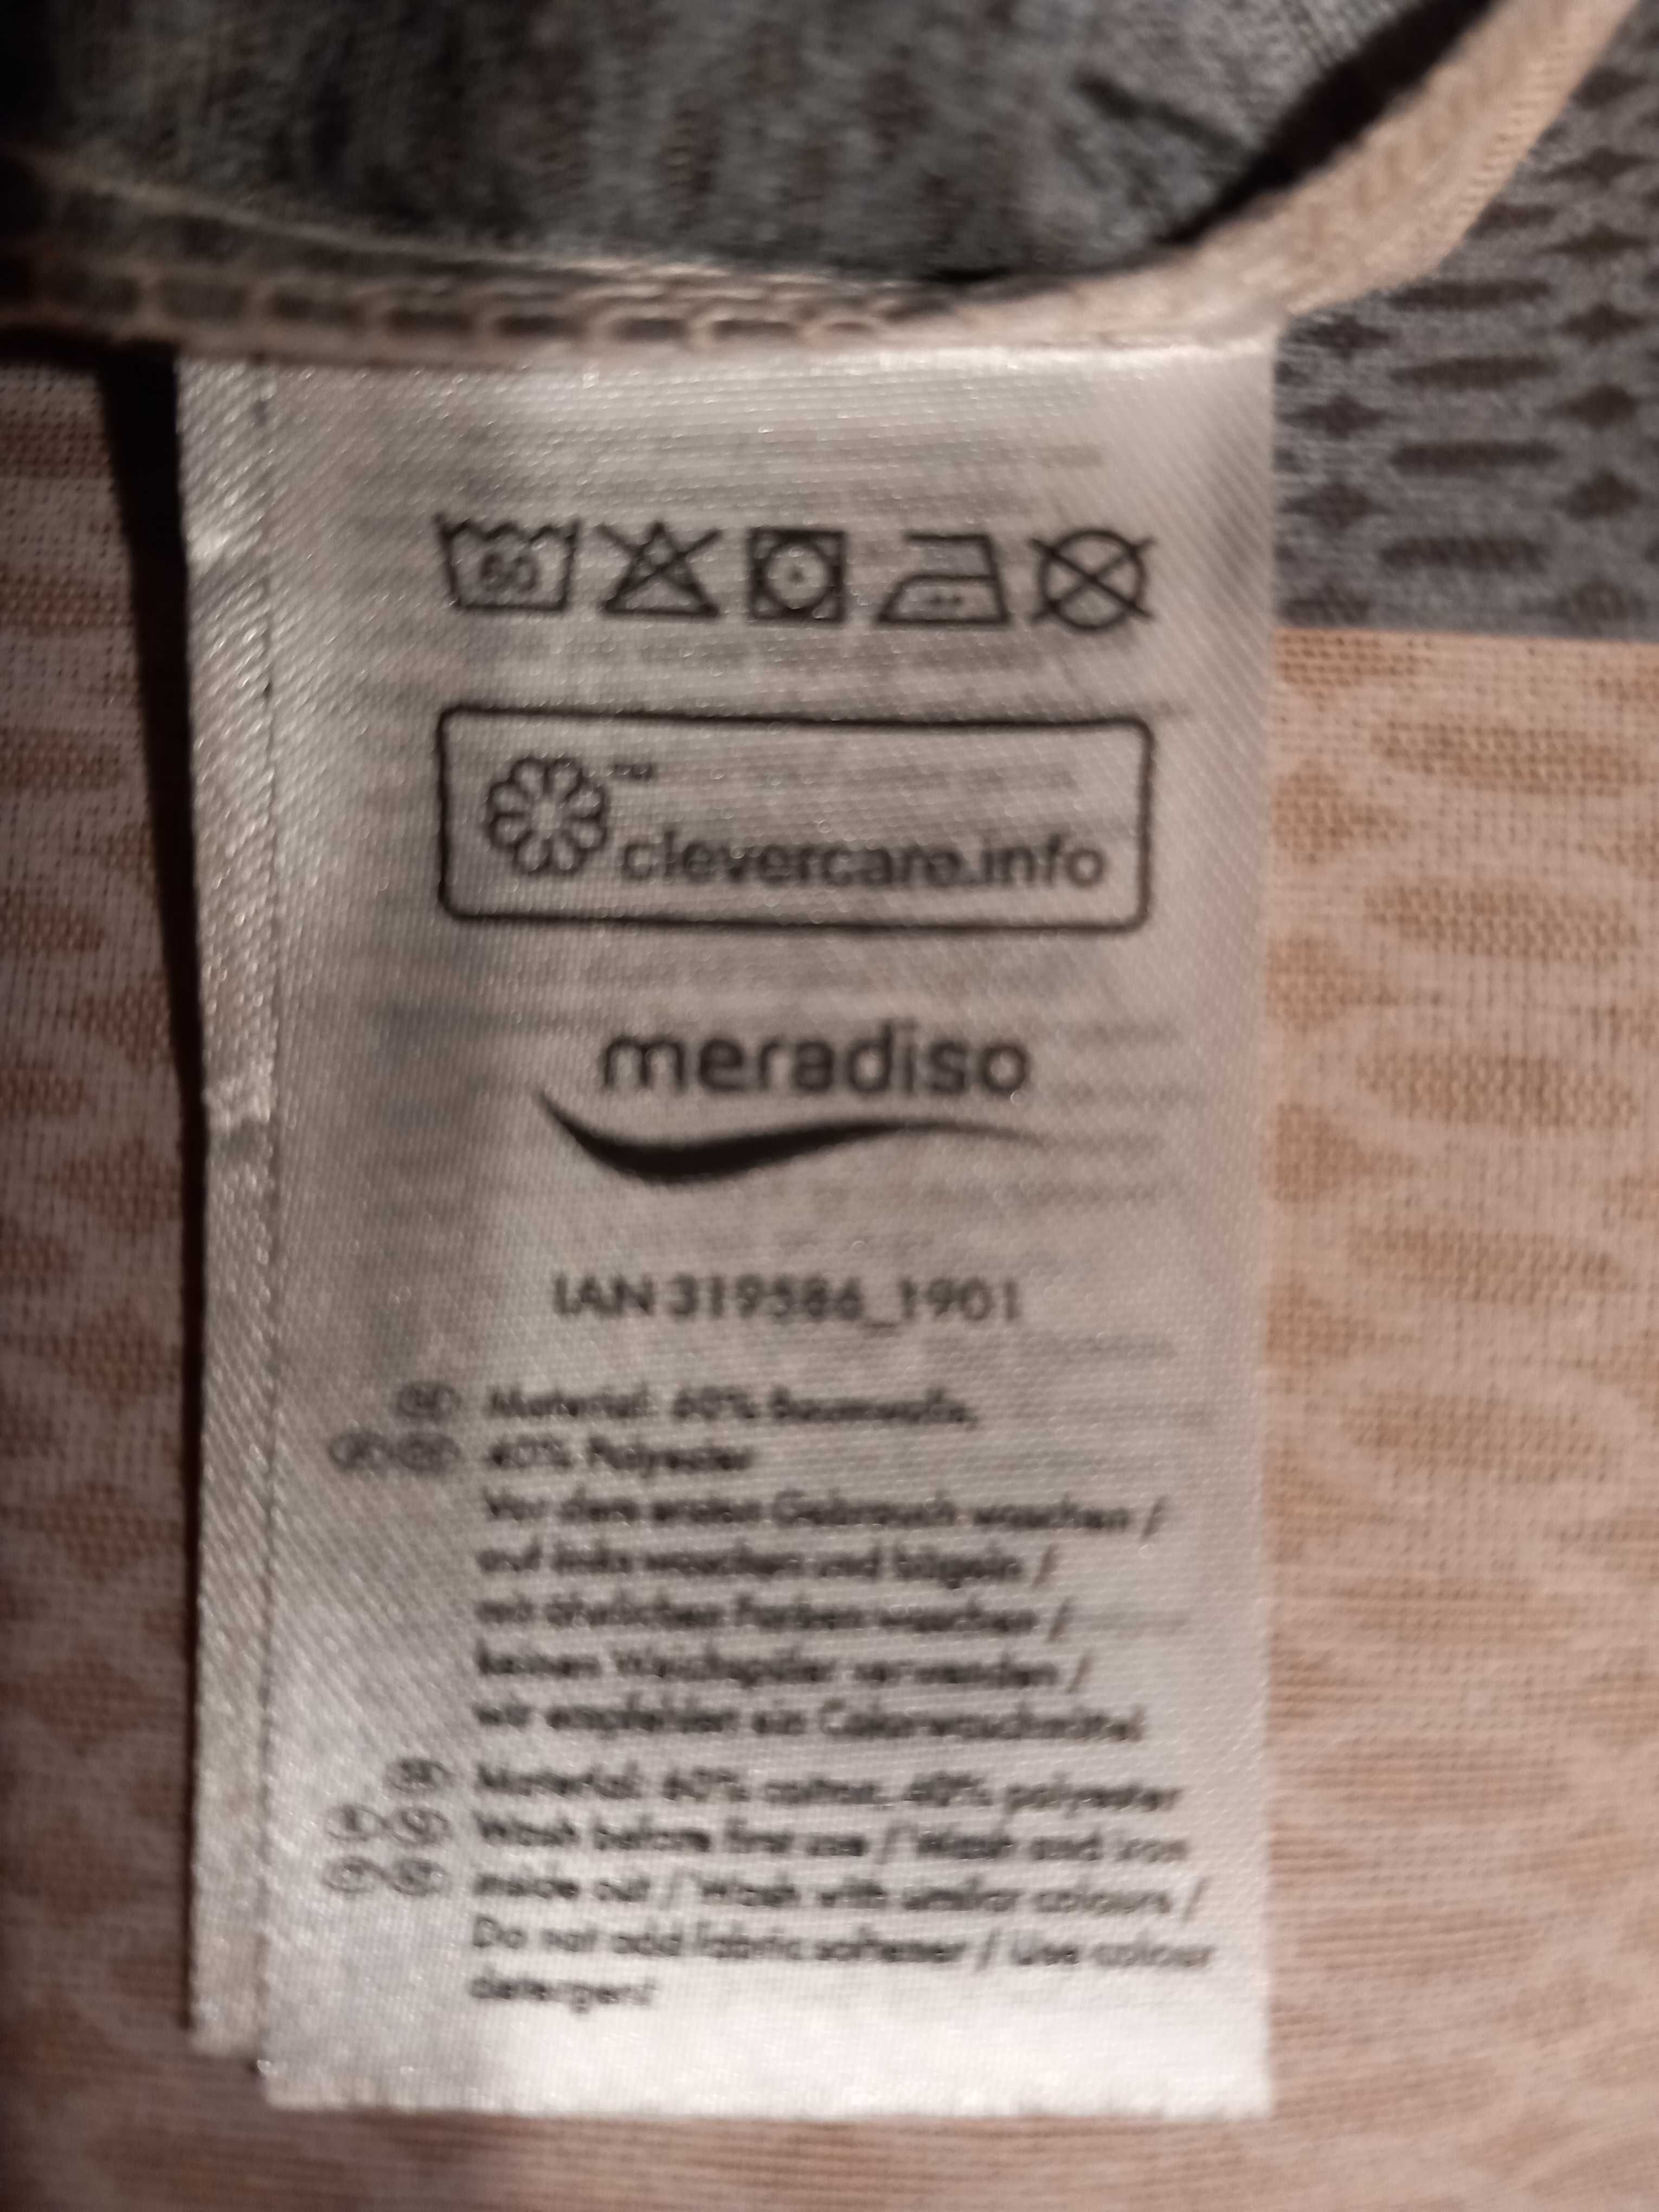 60
™
clevercare.info
meradiso
IAN 319586_1901
Material: 60% Baumwolle,
40% Polyester
Vor dem ersten Gebrauch waschen /
auf links waschen und bügeln /
mit ähnlichen Farben waschen /
keinen Weichspüler verwenden /
wir empfehlen ein Colorwaschmittel
Material: 60% cotton, 40% polyester
Wash before first use / Wash and iron
inside out / Wash with similar colours /
Do not add fabric softener / Use colour
detergent